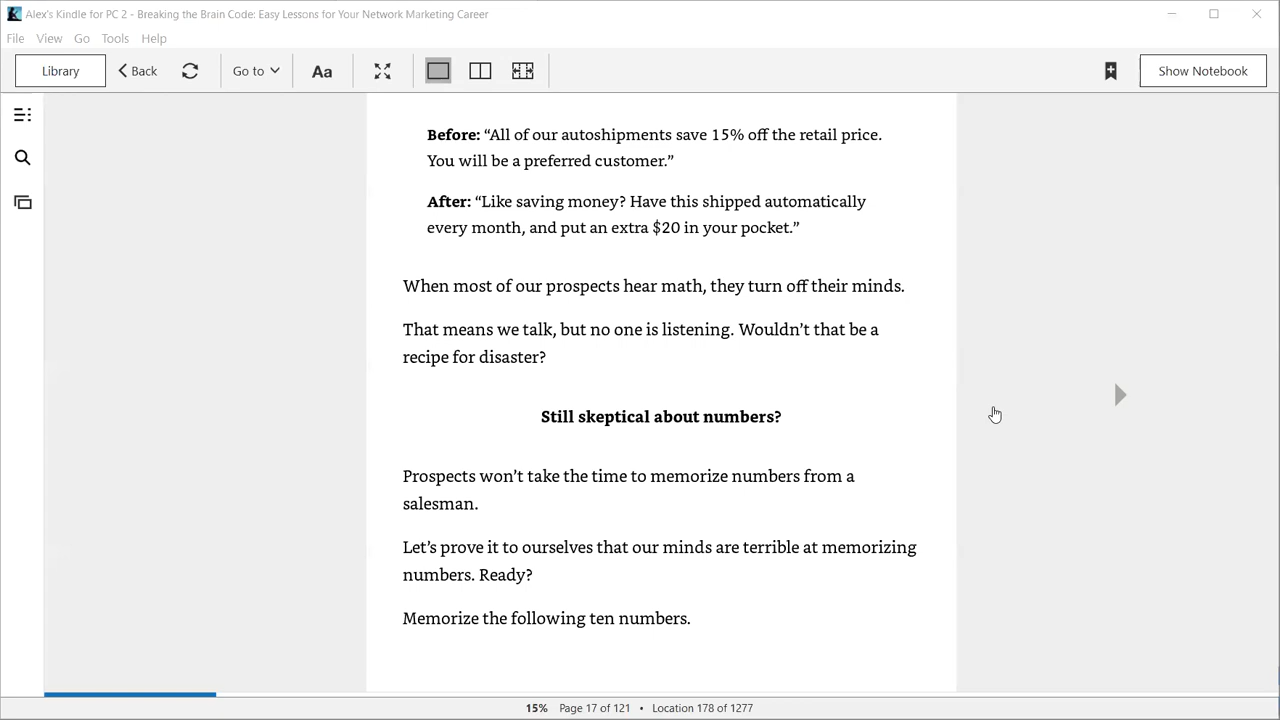 Alex's Kindle for PC 2 - Breaking the Brain Code: Easy Lessons for Your Network Marketing Career
File View Go Tools Help
Library Back Go to Aa Show Notebook
Before: “All of our autoshipments save 15% off the retail price.
You will be a preferred customer.”
After: “Like saving money? Have this shipped automatically
every month, and put an extra $20 in your pocket.”
When most of our prospects hear math, they turn off their minds.
That means we talk, but no one is listening. Wouldn’t that be a
recipe for disaster?
Still skeptical about numbers?
Prospects won’t take the time to memorize numbers from a
salesman.
Let’s prove it to ourselves that our minds are terrible at memorizing
numbers. Ready?
Memorize the following ten numbers.
15% Page 17 of 121 • Location 178 of 1277